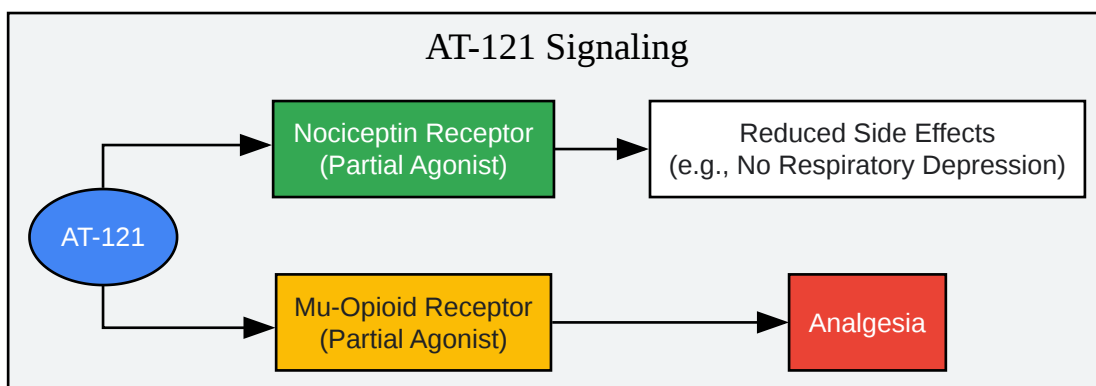 AT-121 Signaling
Nociceptin Receptor
(Partial Agonist)
Reduced Side Effects
(e.g., No Respiratory Depression)
AT-121
Mu-Opioid Receptor
(Partial Agonist)
Analgesia